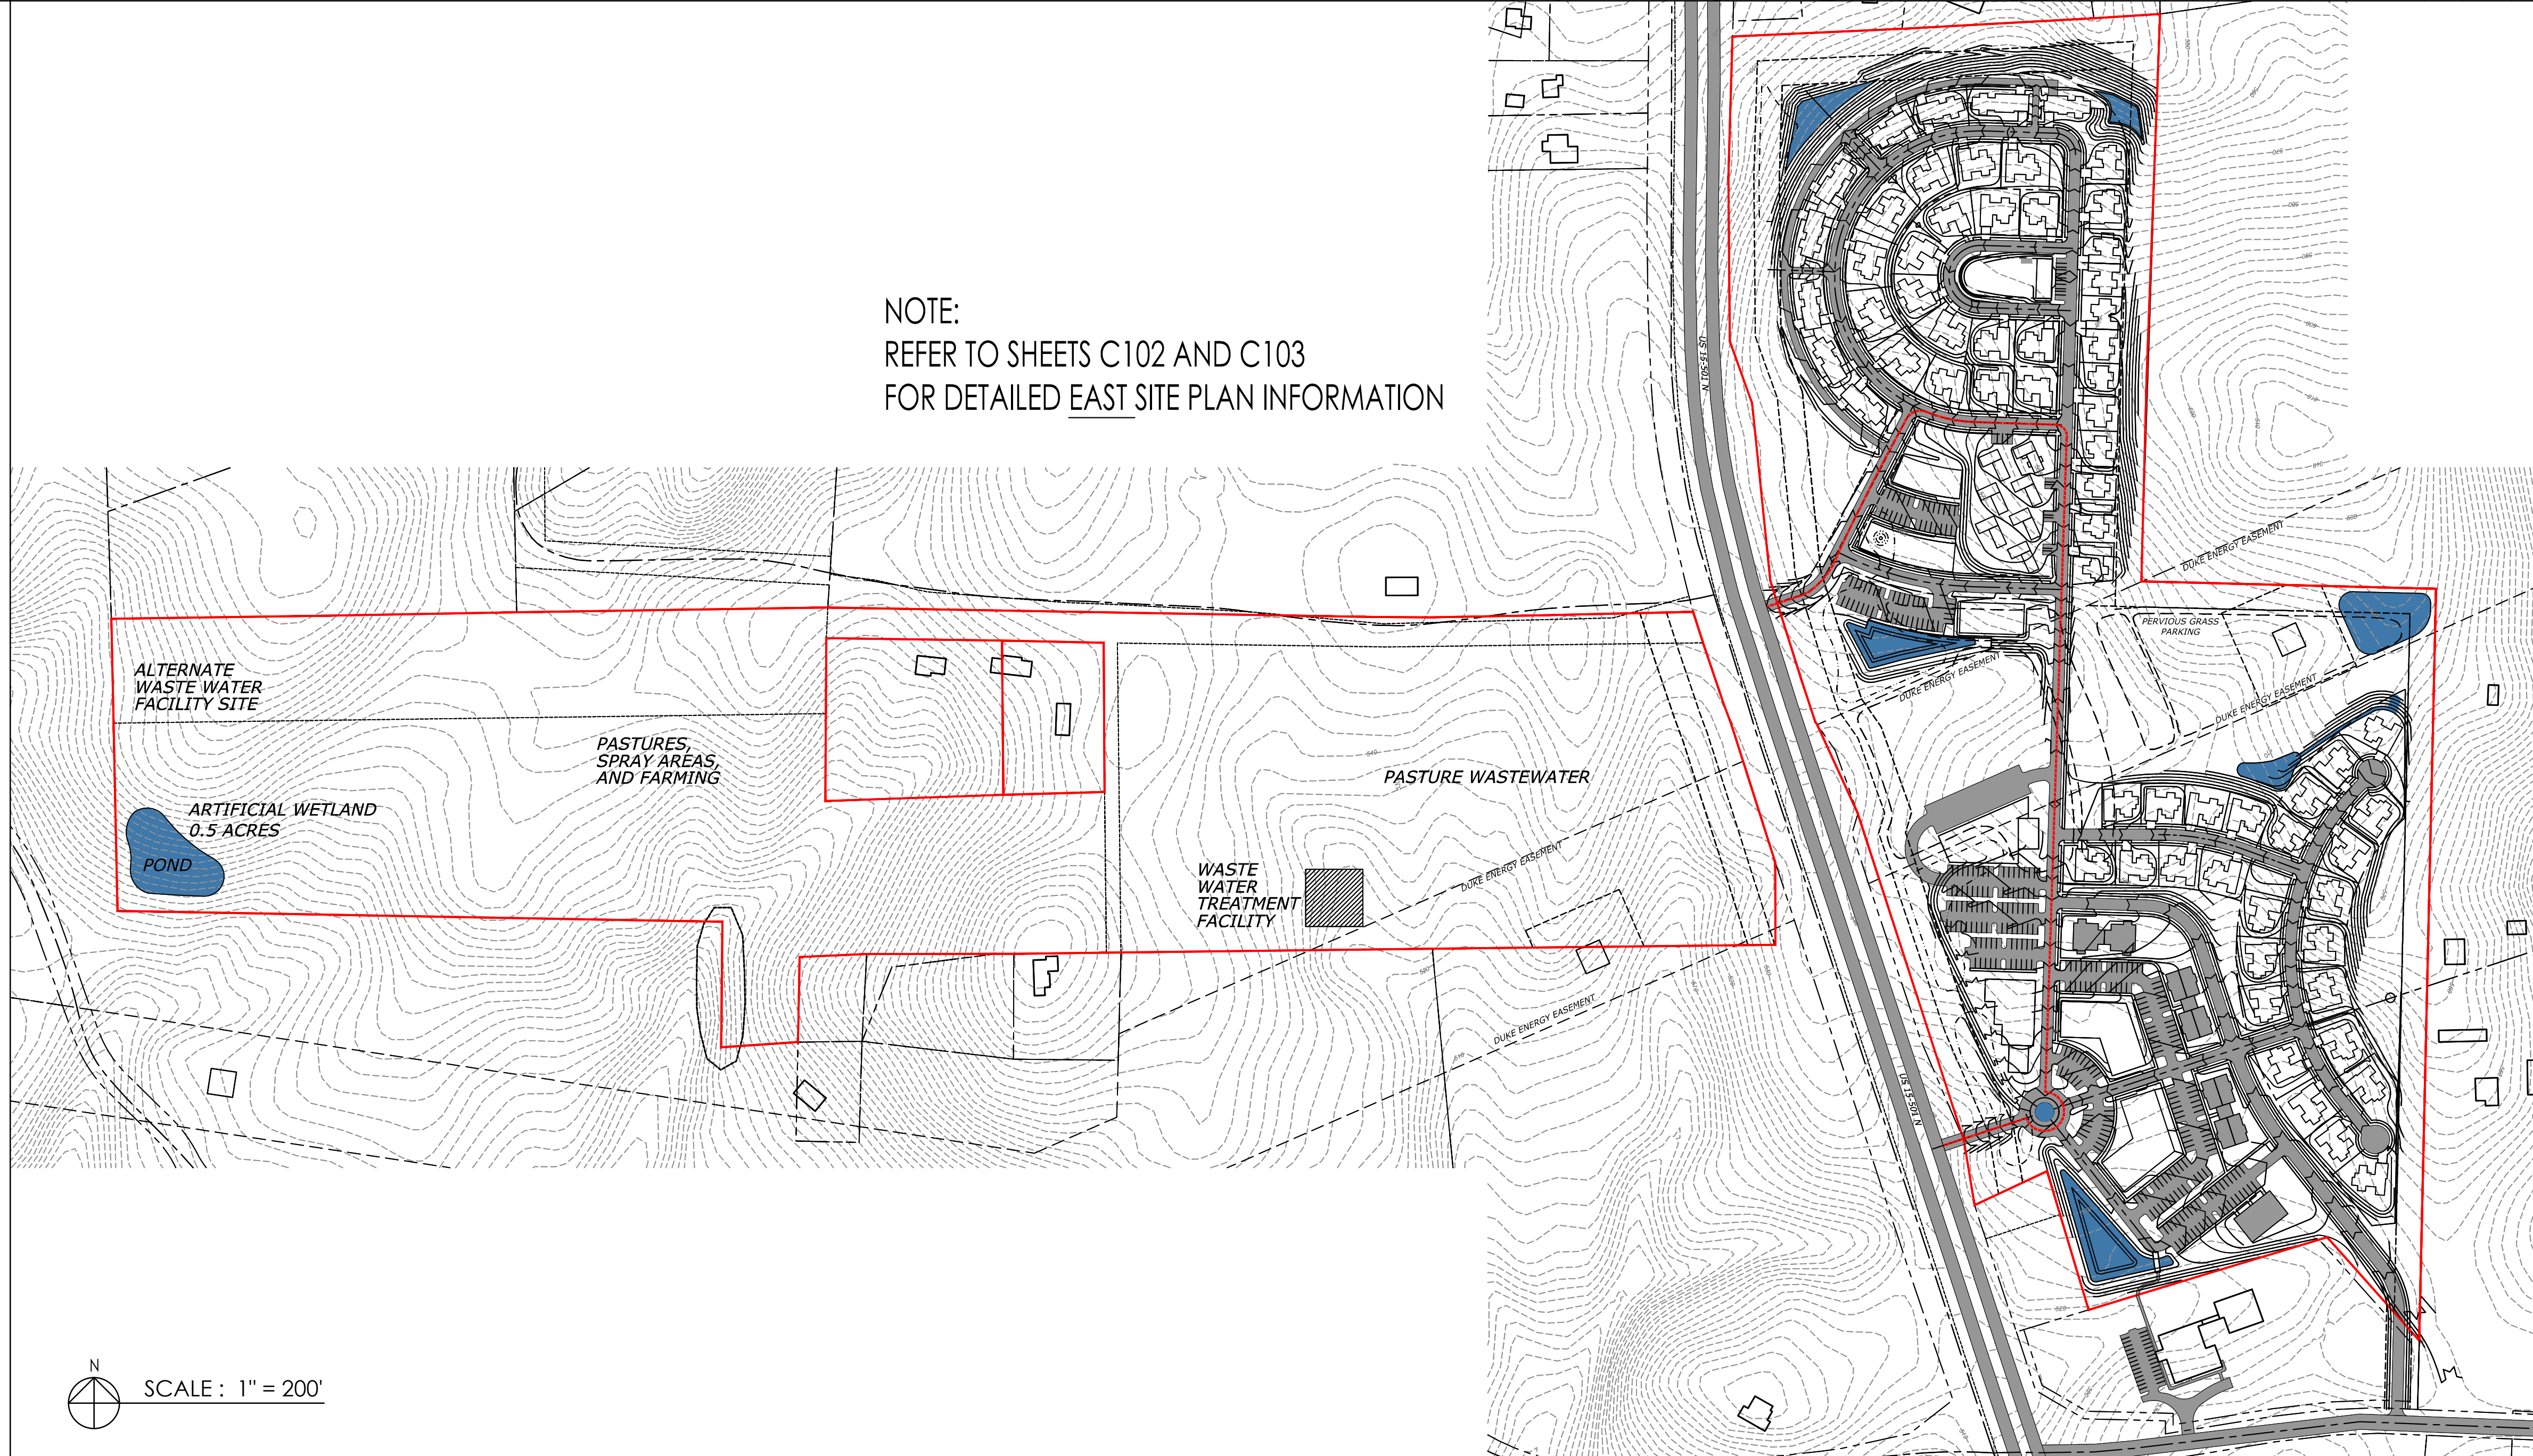 NOTE:
REFER TO SHEETS C102 AND C103
FOR DETAILED EAST SITE PLAN INFORMATION
US 15-501 N
DUKE ENERGY EASEMENT
PERVIOUS GRASS
PARKING
DUKE ENERGY EASEMENT
DUKE ENERGY EASEMENT
ALTERNATE
WASTE WATER
FACILITY SITE
PASTURES,
SPRAY AREAS,
AND FARMING
PASTURE WASTEWATER
ARTIFICIAL WETLAND
0.5 ACRES
POND
WASTE
WATER
TREATMENT
FACILITY
DUKE ENERGY EASEMENT
DUKE ENERGY EASEMENT
US 15-501 N
N
SCALE : 1" = 200'